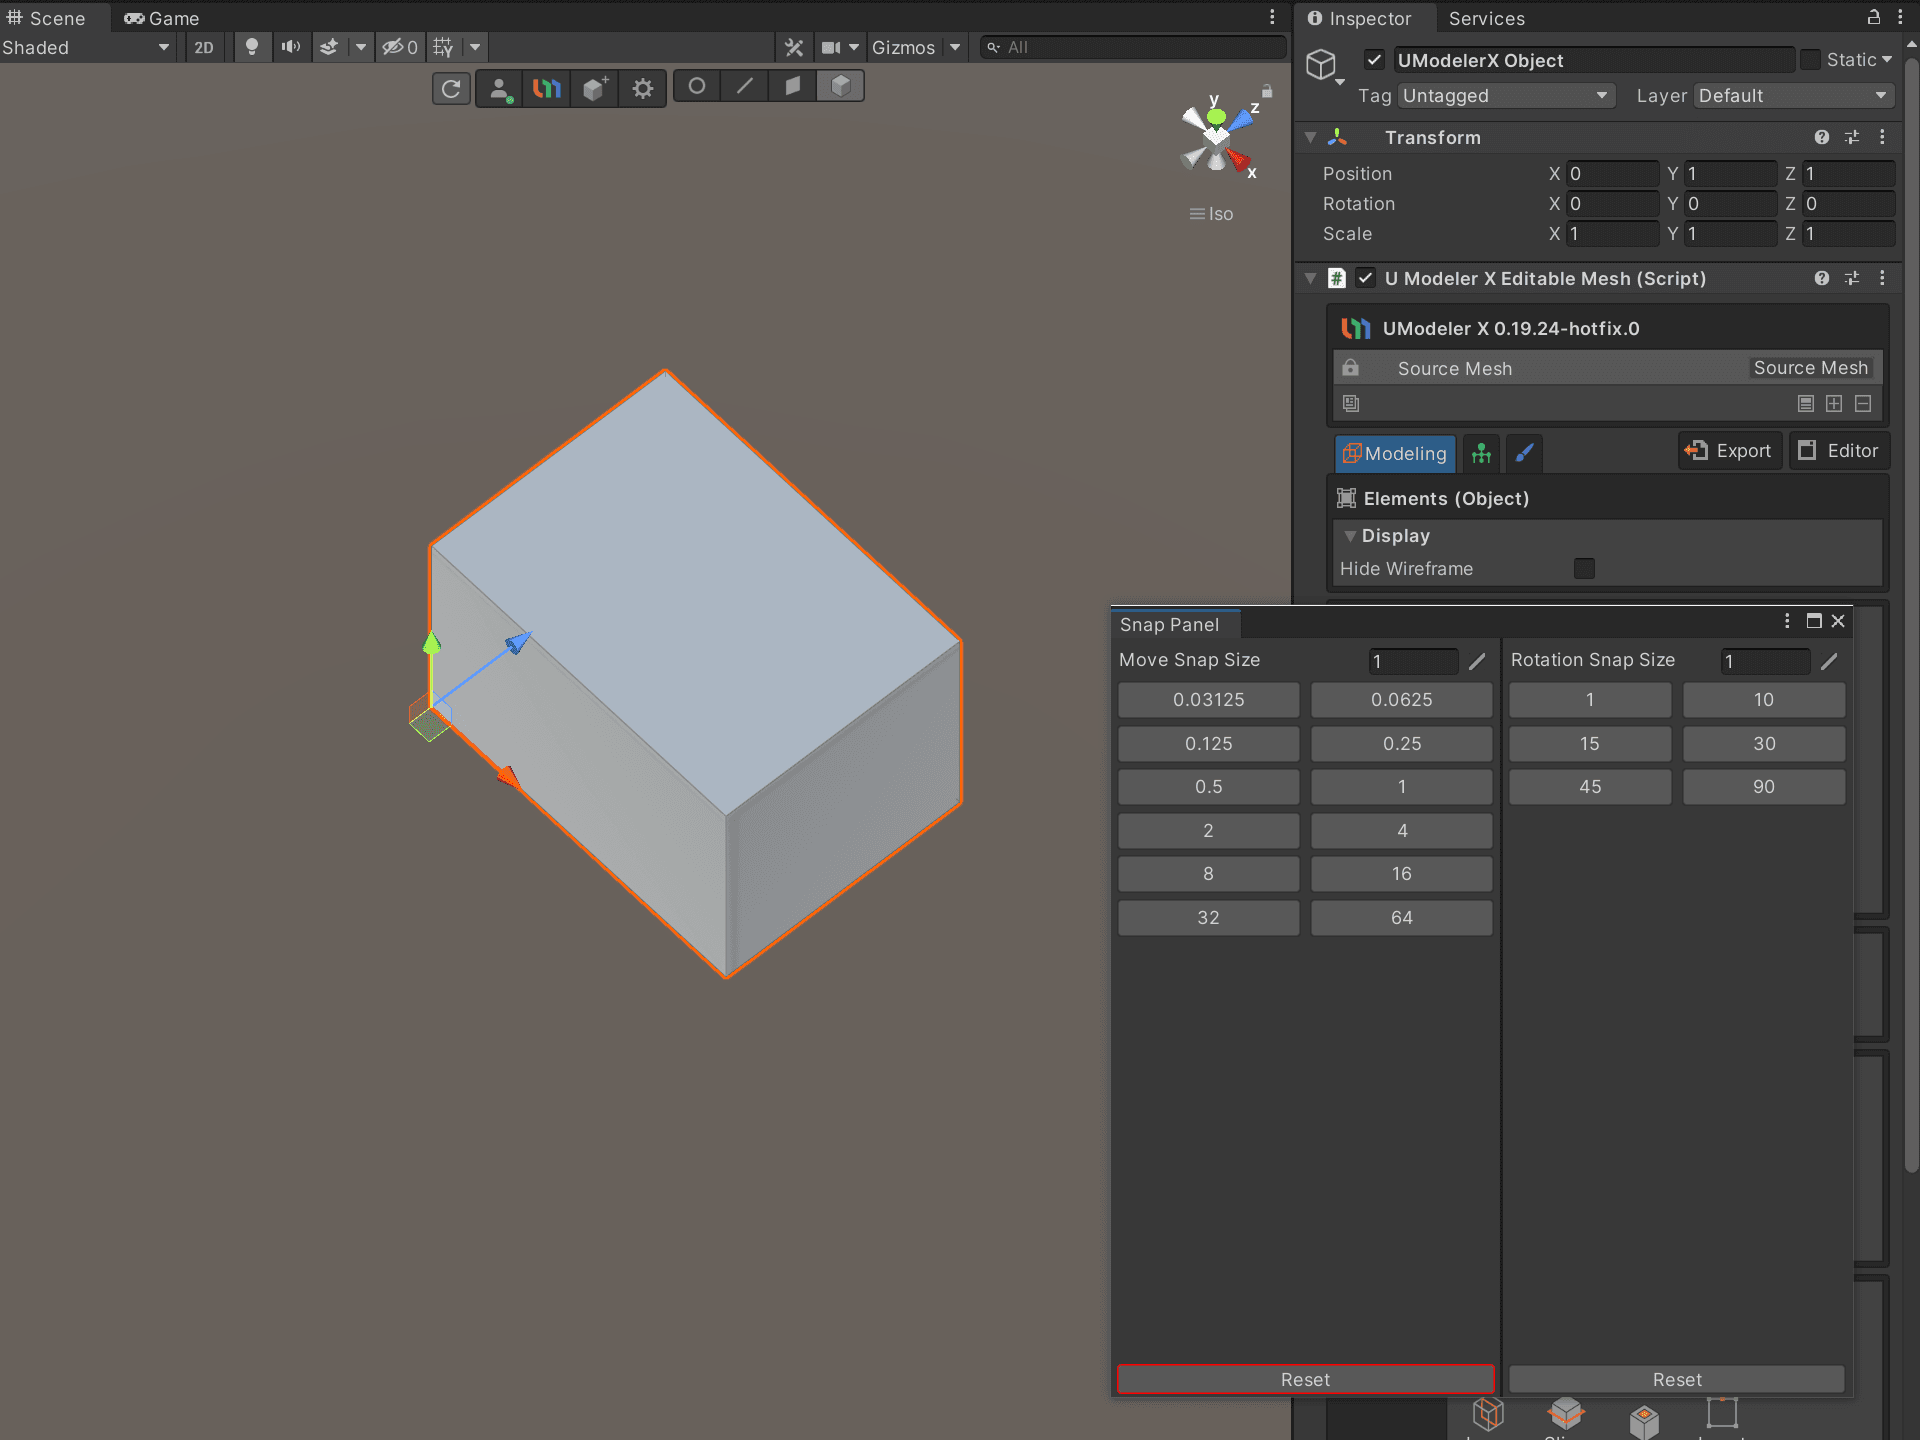 Scene
Game
Shaded
2D
0
Gizmos
All
y
z
x
Iso
Inspector
Services
UModelerX Object
Static
Tag Untagged
Layer Default
Transform
Position X 0 Y 1 Z 1
Rotation X 0 Y 0 Z 0
Scale X 1 Y 1 Z 1
# U Modeler X Editable Mesh (Script)
UModeler X 0.19.24-hotfix.0
Source Mesh Source Mesh
Modeling
Export
Editor
Elements (Object)
Display
Hide Wireframe
Snap Panel
Move Snap Size 1
0.03125 0.0625
0.125 0.25
0.5 1
2 4
8 16
32 64
Reset
Rotation Snap Size 1
1 10
15 30
45 90
Reset